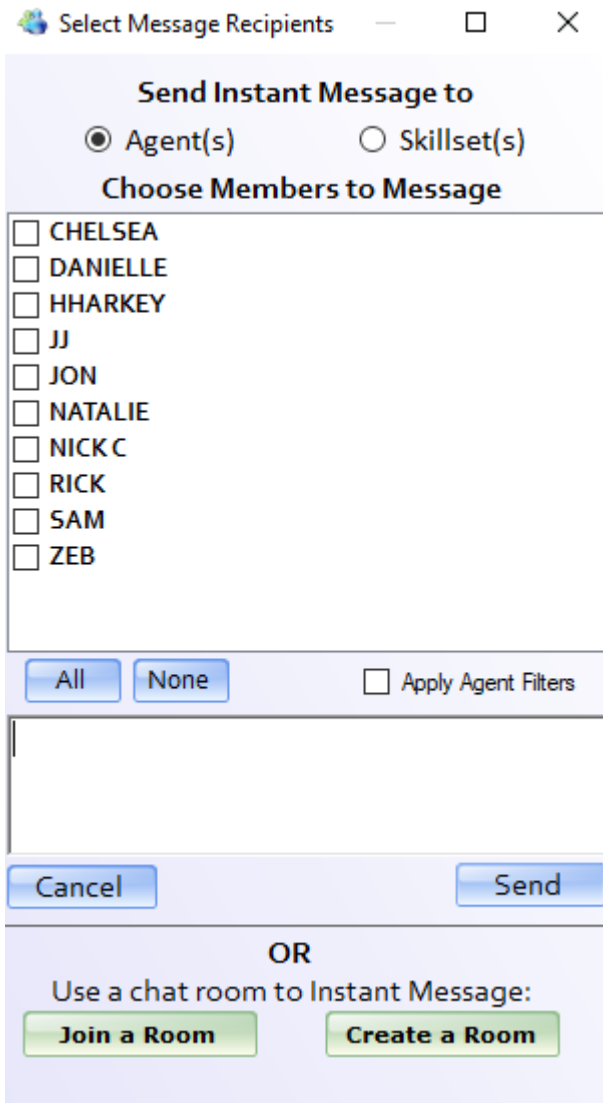 Select Message Recipients
Send Instant Message to
Agent(s) Skillset(s)
Choose Members to Message
CHELSEA
DANIELLE
HHARKEY
JJ
JON
NATALIE
NICK C
RICK
SAM
ZEB
All None Apply Agent Filters
Cancel Send
OR
Use a chat room to Instant Message:
Join a Room Create a Room